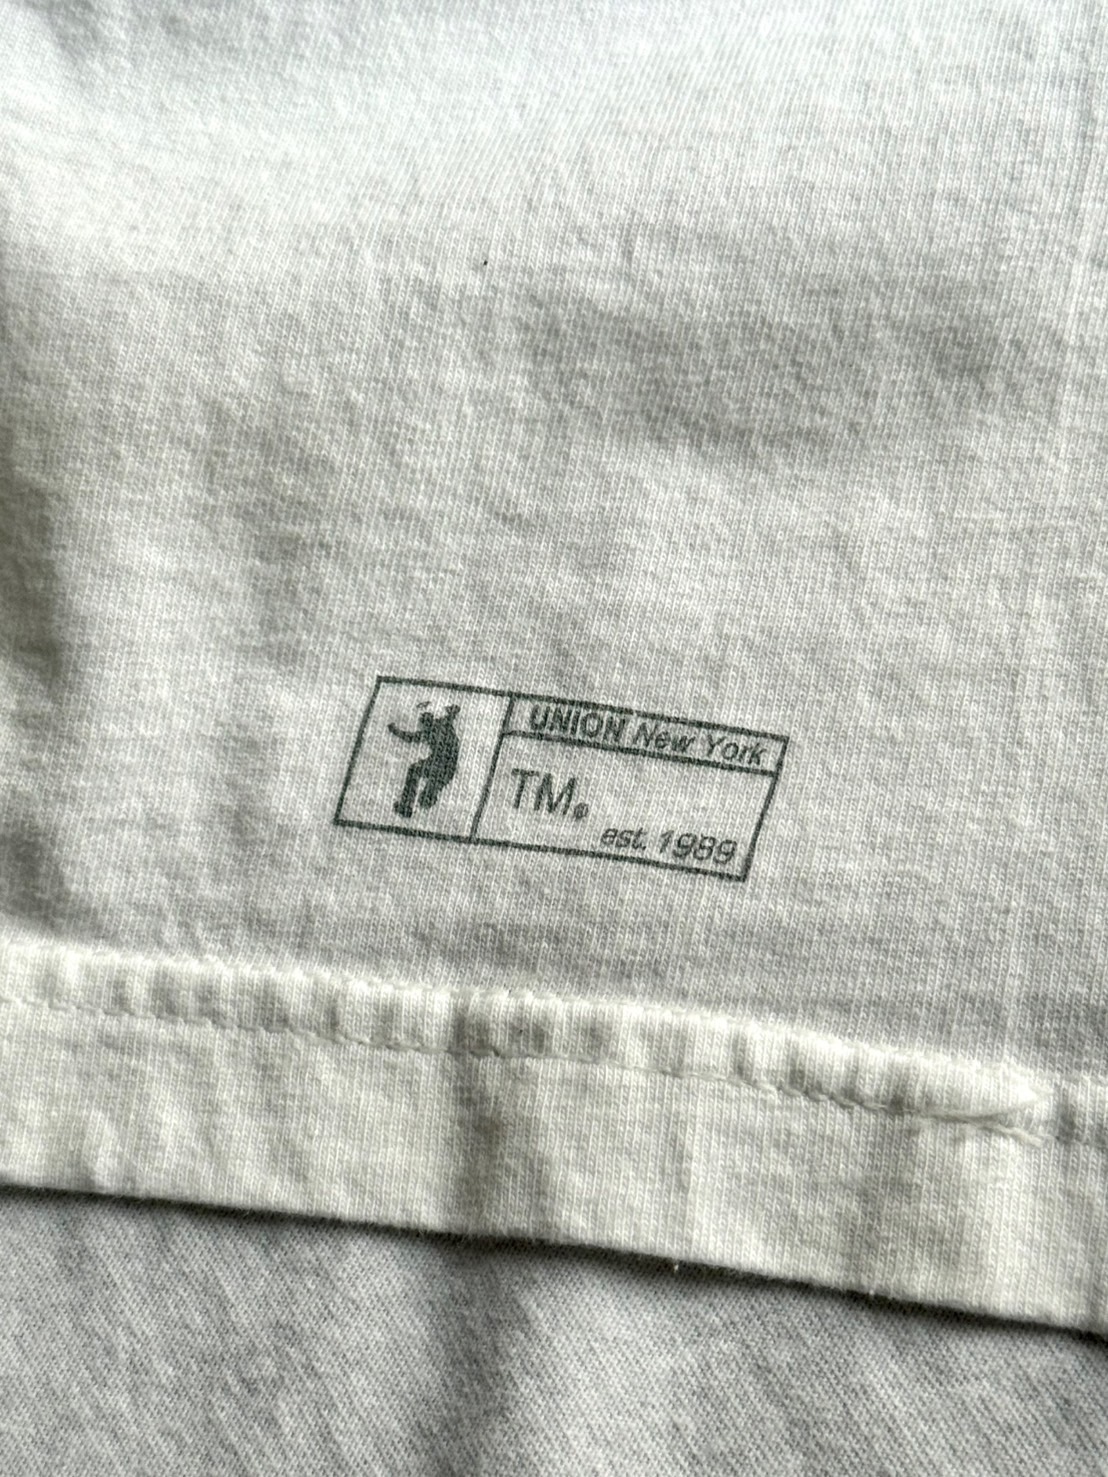 UNION New York
TM®
est. 1989